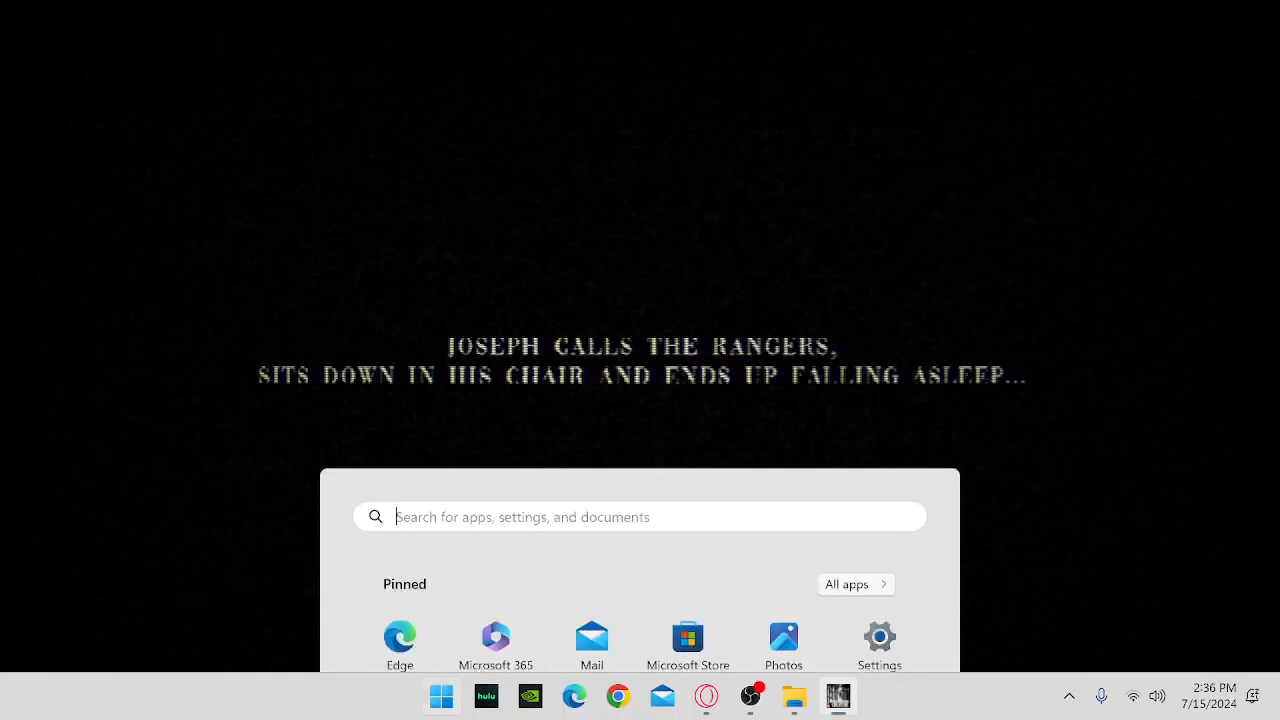 JOSEPH CALLS THE RANGERS,
SITS DOWN IN HIS CHAIR AND ENDS UP FALLING ASLEEP...
Search for apps, settings, and documents
Pinned
All apps
Edge
Microsoft 365
Mail
Microsoft Store
Photos
Settings
hulu
2:36 PM
7/15/2024